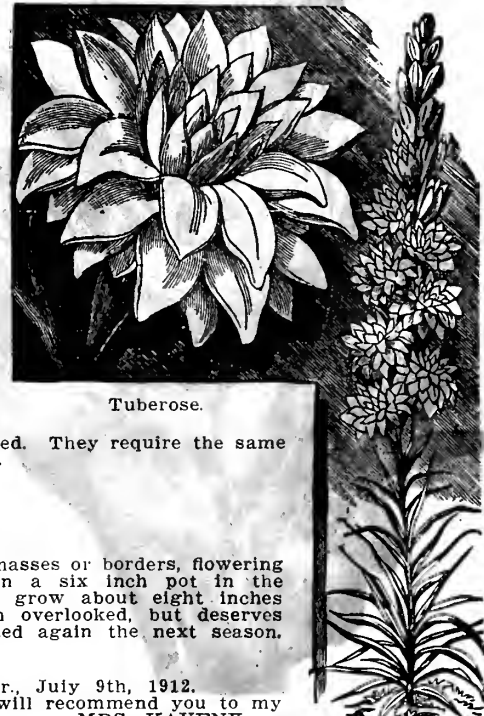 Tuberose.
ed. They require the same
masses or borders, flowering
n a six inch pot in the
grow about eight inches
n overlooked, but deserves
ed again the next season.
r., July 9th, 1912.
will recommend you to my
MRS.